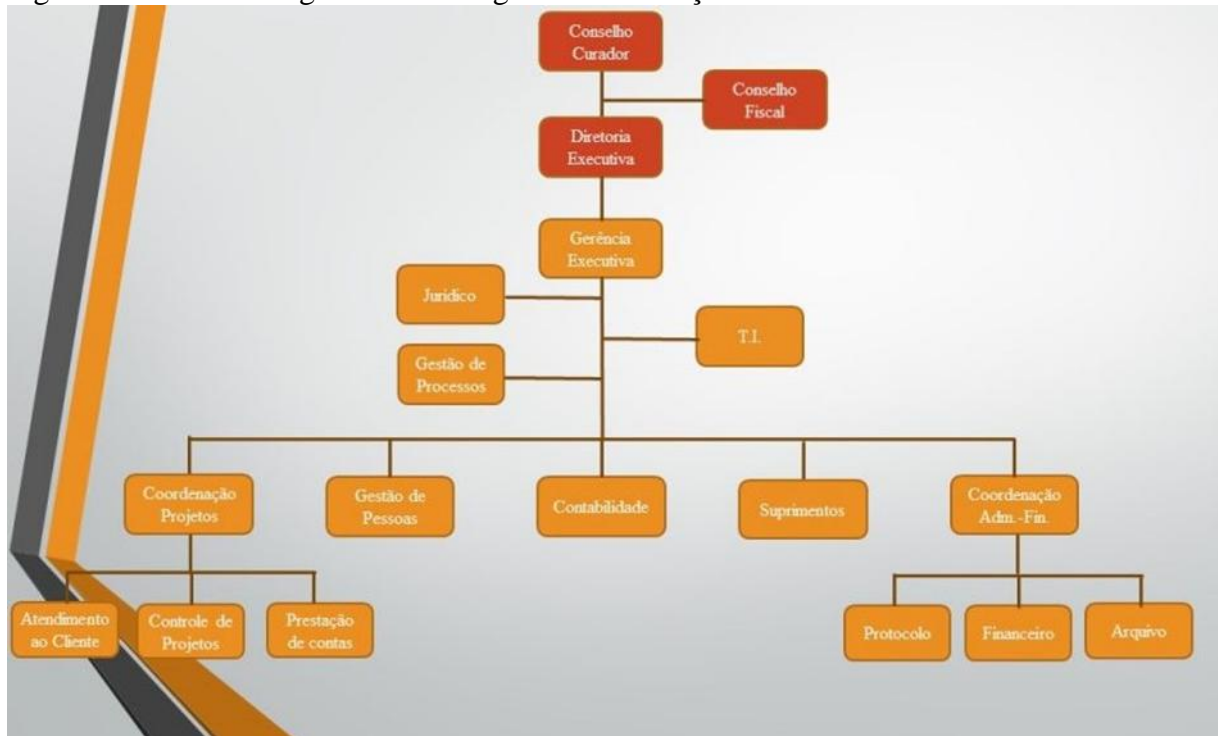 Conselho
Curador
Conselho
Fiscal
Diretoria
Executiva
Gerência
Executiva
Jurídico
T.I.
Gestão de
Processos
Coordenação
Projetos
Gestão de
Pessoas
Contabilidade
Suprimentos
Coordenação
Adm.-Fin.
Atendimento
ao Cliente
Controle de
Projetos
Prestação
de contas
Protocolo
Financeiro
Arquivo